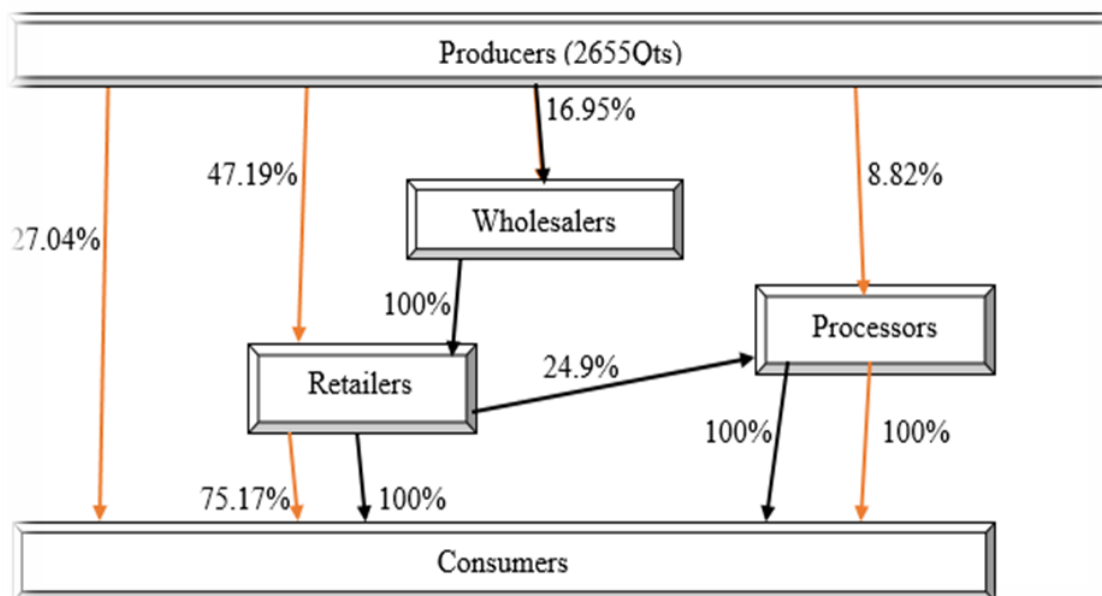 Producers (2655Qts)
16.95%
47.19%
8.82%
27.04%
Wholesalers
100%
Processors
24.9%
Retailers
100%
100%
75.17%
100%
Consumers